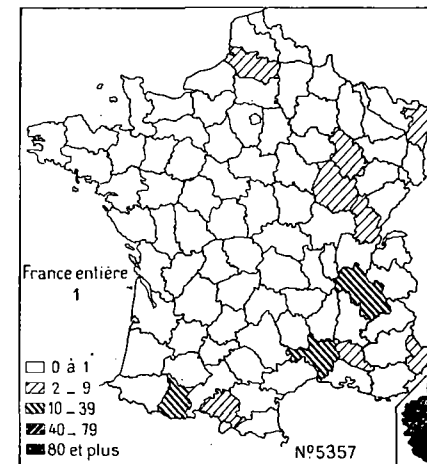 France entière
1
0 à 1
2 _ 9
10 _ 39
40 _ 79
80 et plus
Nº5357